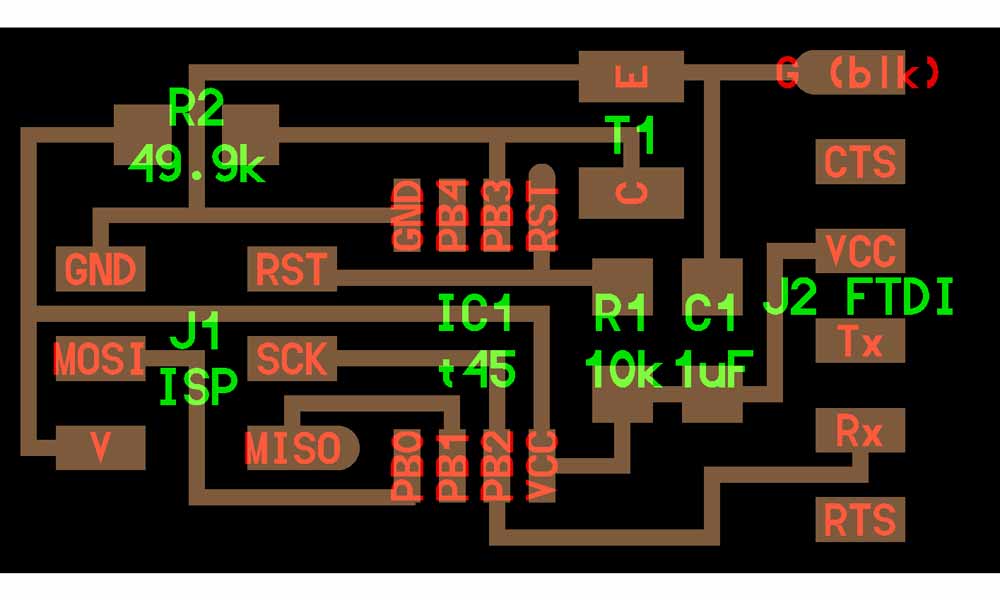 E
G (blk)
R2
49.9k
T1
C
CTS
GND
PB4
PB3
RST
GND
RST
VCC
J1
ISP
IC1
t45
R1
10k
C1
1uF
J2 FTDI
MOSI
SCK
Tx
V
MISO
PB0
PB1
PB2
VCC
Rx
RTS